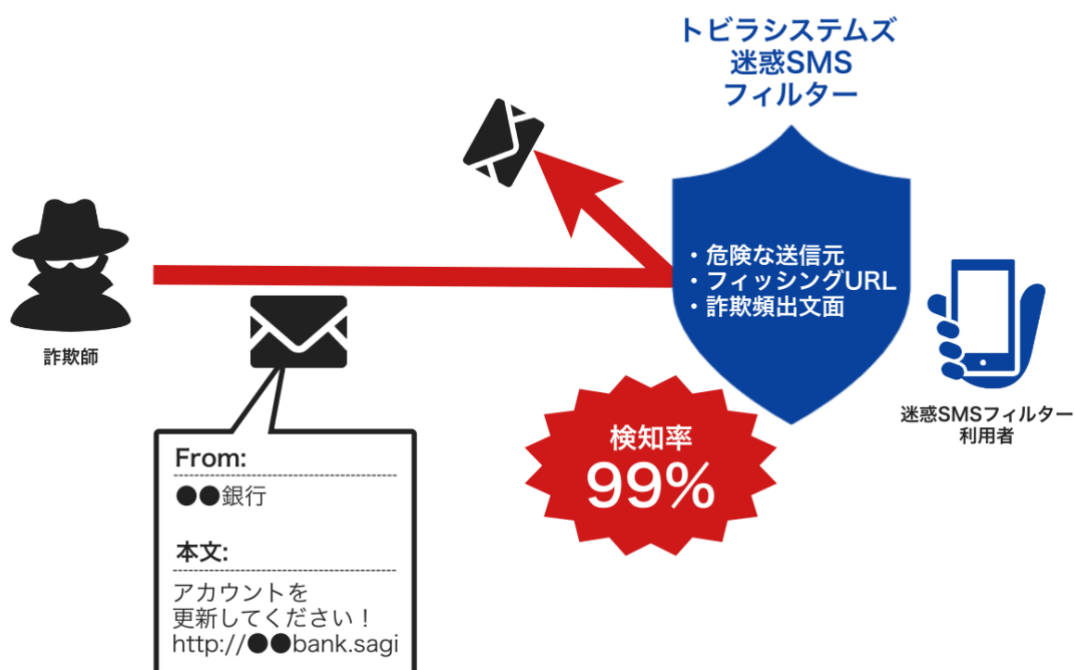 トビラシステムズ
迷惑SMS
フィルター
・危険な送信元
・フィッシングURL
・詐欺頻出文面
詐欺師
迷惑SMSフィルター
利用者
検知率
99%
From:
●●銀行
本文:
アカウントを
更新してください！
http://●●bank.sagi